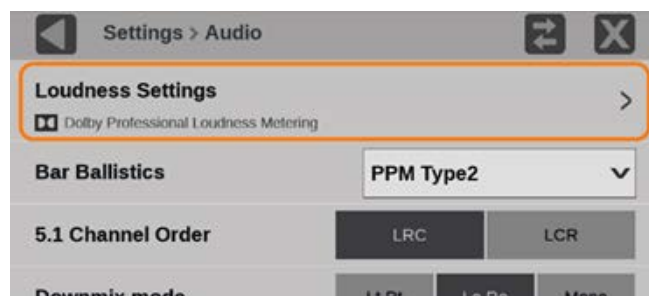 Settings > Audio
Loudness Settings
Dolby Professional Loudness Metering
Bar Ballistics
PPM Type2
5.1 Channel Order
LRC
LCR